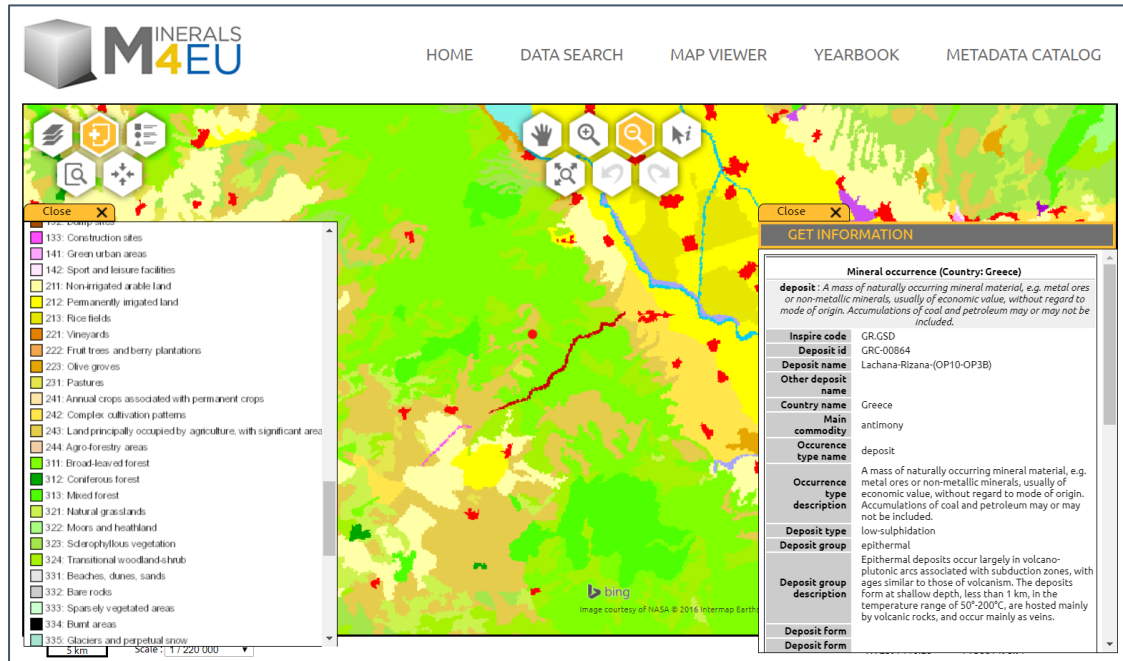 MINERALS
4EU
HOME DATA SEARCH MAP VIEWER YEARBOOK METADATA CATALOG
Close X
133: Construction sites
141: Green urban areas
142: Sport and leisure facilities
211: Non-irrigated arable land
212: Permanently irrigated land
213: Rice fields
221: Vineyards
222: Fruit trees and berry plantations
223: Olive groves
231: Pastures
241: Annual crops associated with permanent crops
242: Complex cultivation patterns
243: Land principally occupied by agriculture, with significant area
244: Agro-forestry areas
311: Broad-leaved forest
312: Coniferous forest
313: Mixed forest
321: Natural grasslands
322: Moors and heathland
323: Sclerophyllous vegetation
324: Transitional woodland-shrub
331: Beaches, dunes, sands
332: Bare rocks
333: Sparsely vegetated areas
334: Burnt areas
335: Glaciers and perpetual snow
5 km Scale : 1 / 220 000
bing
Image courtesy of NASA © 2016 Intermap Earths
Close X
GET INFORMATION
Mineral occurrence (Country: Greece)
deposit : A mass of naturally occurring mineral material, e.g. metal ores
or non-metallic minerals, usually of economic value, without regard to
mode of origin. Accumulations of coal and petroleum may or may not be
included.
Inspire code GR.GSD
Deposit id GRC-00864
Deposit name Lachana-Rizana-(OP10-OP3B)
Other deposit
name
Country name Greece
Main
commodity antimony
Occurence
type name deposit
Occurrence
type
description
A mass of naturally occurring mineral material, e.g.
metal ores or non-metallic minerals, usually of
economic value, without regard to mode of origin.
Accumulations of coal and petroleum may or may
not be included.
Deposit type low-sulphidation
Deposit group epithermal
Deposit group
description
Epithermal deposits occur largely in volcano-
plutonic arcs associated with subduction zones, with
ages similar to those of volcanism. The deposits
form at shallow depth, less than 1 km, in the
temperature range of 50°-200°C, are hosted mainly
by volcanic rocks, and occur mainly as veins.
Deposit form
Deposit form